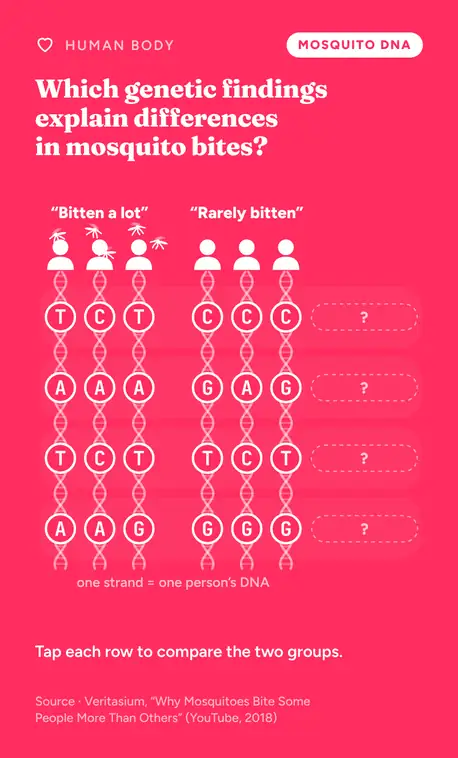 HUMAN BODY
MOSQUITO DNA
Which genetic findings
explain differences
in mosquito bites?
“Bitten a lot” “Rarely bitten”
T C T C C C ?
A A A G A G ?
T C T T C T ?
A A G G G G ?
one strand = one person’s DNA
Tap each row to compare the two groups.
Source · Veritasium, “Why Mosquitoes Bite Some
People More Than Others” (YouTube, 2018)